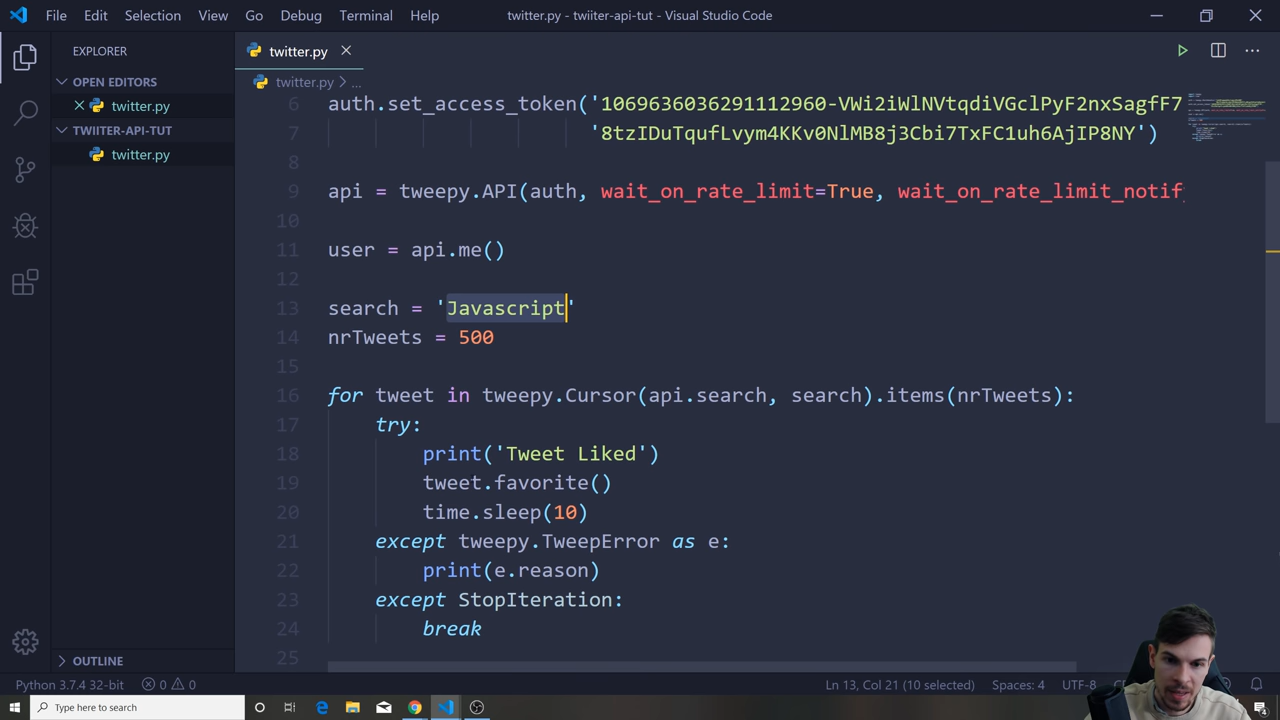 File Edit Selection View Go Debug Terminal Help twitter.py - twiiter-api-tut - Visual Studio Code
EXPLORER
OPEN EDITORS
twitter.py
TWIITER-API-TUT
twitter.py
OUTLINE
twitter.py
twitter.py > ...
6 auth.set_access_token('1069636036291112960-VWi2iWlNVtqdiVGclPyF2nxSagfF7
7 '8tzIDuTqufLvym4KKv0NlMB8j3Cbi7TxFC1uh6AjIP8NY')
8
9 api = tweepy.API(auth, wait_on_rate_limit=True, wait_on_rate_limit_notif
10
11 user = api.me()
12
13 search = 'Javascript'
14 nrTweets = 500
15
16 for tweet in tweepy.Cursor(api.search, search).items(nrTweets):
17 try:
18 print('Tweet Liked')
19 tweet.favorite()
20 time.sleep(10)
21 except tweepy.TweepError as e:
22 print(e.reason)
23 except StopIteration:
24 break
25
Python 3.7.4 32-bit 0 0 Ln 13, Col 21 (10 selected) Spaces: 4 UTF-8
Type here to search